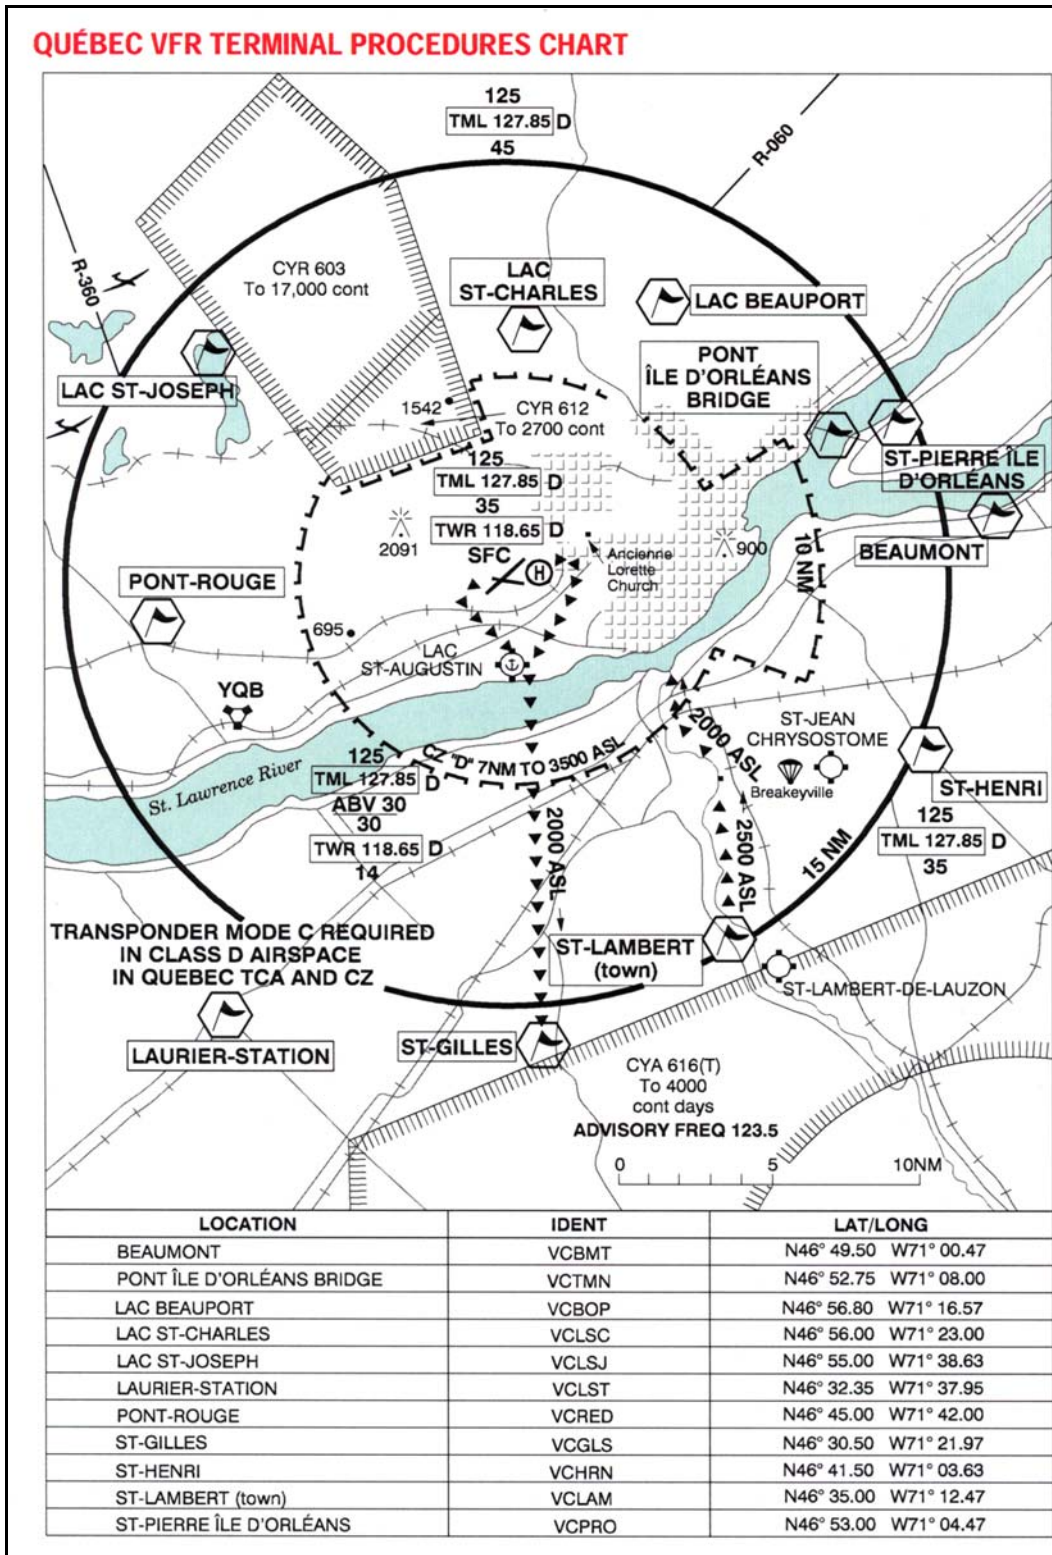 QUÉBEC VFR TERMINAL PROCEDURES CHART
125
TML 127.85 D
45
R-060
R-360
CYR 603
To 17,000 cont
LAC
ST-CHARLES
LAC BEAUPORT
PONT
ÎLE D'ORLÉANS
BRIDGE
LAC ST-JOSEPH
1542
CYR 612
To 2700 cont
ST-PIERRE ÎLE
D'ORLÉANS
125
TML 127.85 D
35
TWR 118.65 D
SFC
H
2091
Ancienne
Lorette
Church
900
10 NM
BEAUMONT
PONT-ROUGE
695
LAC
ST-AUGUSTIN
YQB
St. Lawrence River
CZ "D" 7NM TO 3500 ASL
2000 ASL
ST-JEAN
CHRYSOSTOME
Breakeyville
ST-HENRI
125
TML 127.85 D
ABV 30
30
TWR 118.65 D
14
2000 ASL
2500 ASL
15 NM
125
TML 127.85 D
35
TRANSPONDER MODE C REQUIRED
IN CLASS D AIRSPACE
IN QUEBEC TCA AND CZ
ST-LAMBERT
(town)
ST-LAMBERT-DE-LAUZON
LAURIER-STATION
ST-GILLES
CYA 616(T)
To 4000
cont days
ADVISORY FREQ 123.5
0 5 10NM
LOCATION IDENT LAT/LONG
BEAUMONT VCBMT N46° 49.50 W71° 00.47
PONT ÎLE D'ORLÉANS BRIDGE VCTMN N46° 52.75 W71° 08.00
LAC BEAUPORT VCBOP N46° 56.80 W71° 16.57
LAC ST-CHARLES VCLSC N46° 56.00 W71° 23.00
LAC ST-JOSEPH VCLSJ N46° 55.00 W71° 38.63
LAURIER-STATION VCLST N46° 32.35 W71° 37.95
PONT-ROUGE VCRED N46° 45.00 W71° 42.00
ST-GILLES VCGLS N46° 30.50 W71° 21.97
ST-HENRI VCHRN N46° 41.50 W71° 03.63
ST-LAMBERT (town) VCLAM N46° 35.00 W71° 12.47
ST-PIERRE ÎLE D'ORLÉANS VCPRO N46° 53.00 W71° 04.47